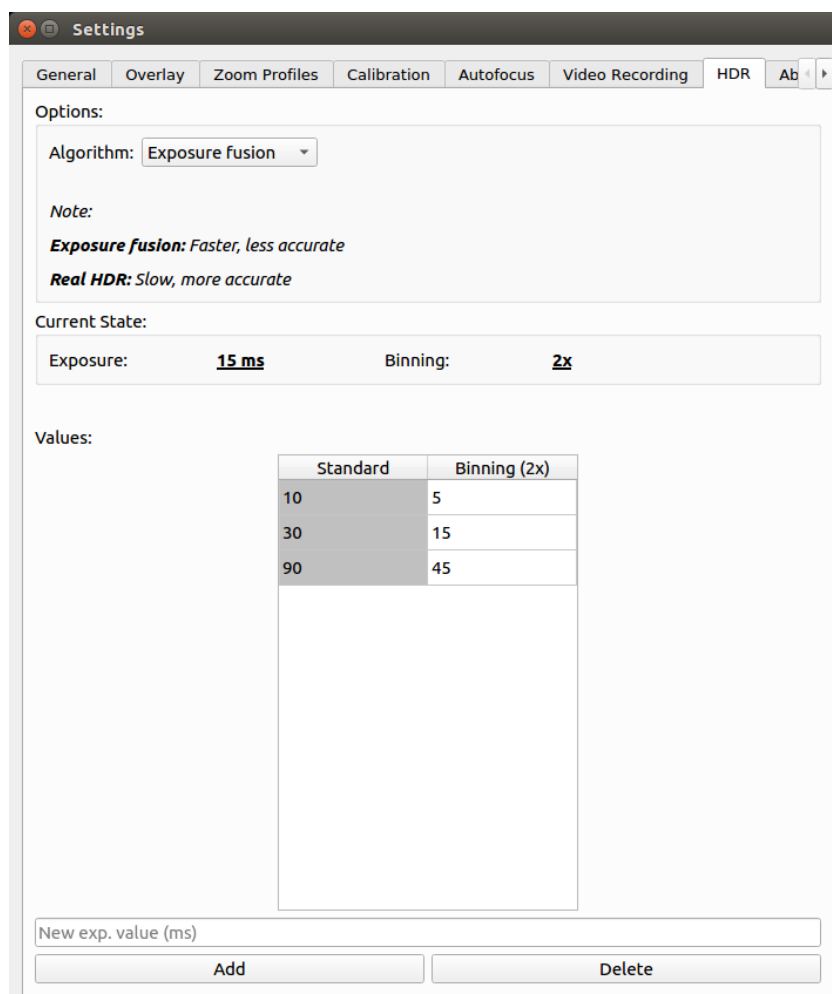 Settings
General Overlay Zoom Profiles Calibration Autofocus Video Recording HDR Ab
Options:
Algorithm: Exposure fusion
Note:
Exposure fusion: Faster, less accurate
Real HDR: Slow, more accurate
Current State:
Exposure: 15 ms Binning: 2x
Values:
Standard Binning (2x)
10 5
30 15
90 45
New exp. value (ms)
Add Delete